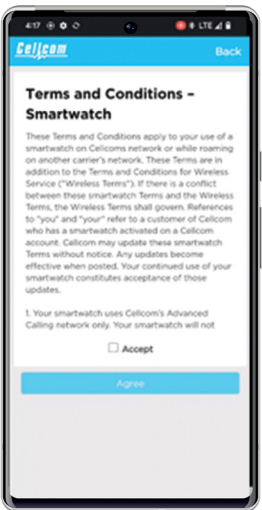 4:17
LTE
Cellcom
Back
Terms and Conditions –
Smartwatch
These Terms and Conditions apply to your use of a
smartwatch on Cellcoms network or while roaming
on another carrier's network. These Terms are in
addition to the Terms and Conditions for Wireless
Service ("Wireless Terms"). If there is a conflict
between these smartwatch Terms and the Wireless
Terms, the Wireless Terms shall govern. References
to "you" and "your" refer to a customer of Cellcom
who has a smartwatch activated on a Cellcom
account. Cellcom may update these smartwatch
Terms without notice. Any updates become
effective when posted. Your continued use of your
smartwatch constitutes acceptance of those
updates.
1. Your smartwatch uses Cellcom's Advanced
Calling network only. Your smartwatch will not
Accept
Agree